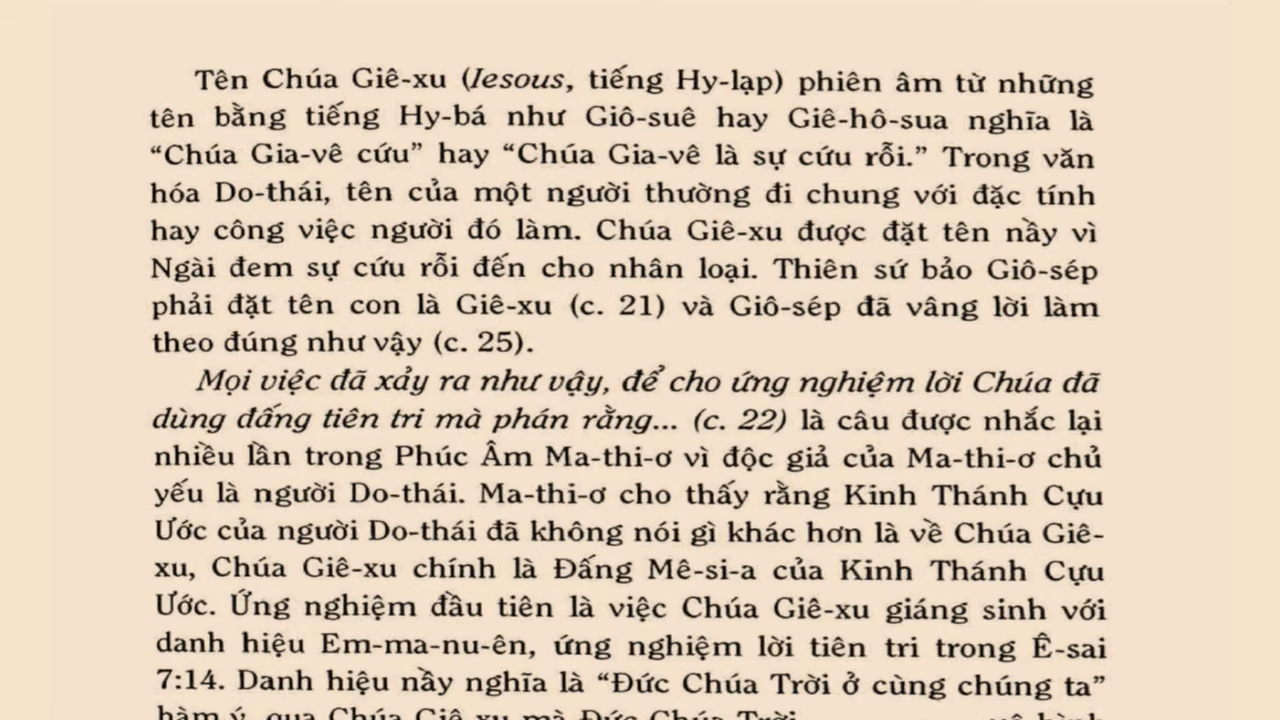 Tên Chúa Giê-xu (Iesous, tiếng Hy-lạp) phiên âm từ những
tên bằng tiếng Hy-bá như Giô-suê hay Giê-hô-sua nghĩa là
“Chúa Gia-vê cứu” hay “Chúa Gia-vê là sự cứu rỗi.” Trong văn
hóa Do-thái, tên của một người thường đi chung với đặc tính
hay công việc người đó làm. Chúa Giê-xu được đặt tên nầy vì
Ngài đem sự cứu rỗi đến cho nhân loại. Thiên sứ bảo Giô-sép
phải đặt tên con là Giê-xu (c. 21) và Giô-sép đã vâng lời làm
theo đúng như vậy (c. 25).
Mọi việc đã xảy ra như vậy, để cho ứng nghiệm lời Chúa đã
dùng đấng tiên tri mà phán rằng... (c. 22) là câu được nhắc lại
nhiều lần trong Phúc Âm Ma-thi-ơ vì độc giả của Ma-thi-ơ chủ
yếu là người Do-thái. Ma-thi-ơ cho thấy rằng Kinh Thánh Cựu
Ước của người Do-thái đã không nói gì khác hơn là về Chúa Giê-
xu, Chúa Giê-xu chính là Đấng Mê-si-a của Kinh Thánh Cựu
Ước. Ứng nghiệm đầu tiên là việc Chúa Giê-xu giáng sinh với
danh hiệu Em-ma-nu-ên, ứng nghiệm lời tiên tri trong Ê-sai
7:14. Danh hiệu nầy nghĩa là “Đức Chúa Trời ở cùng chúng ta”
hàm ý, qua Chúa Giê-xu mà Đức Chúa Trời